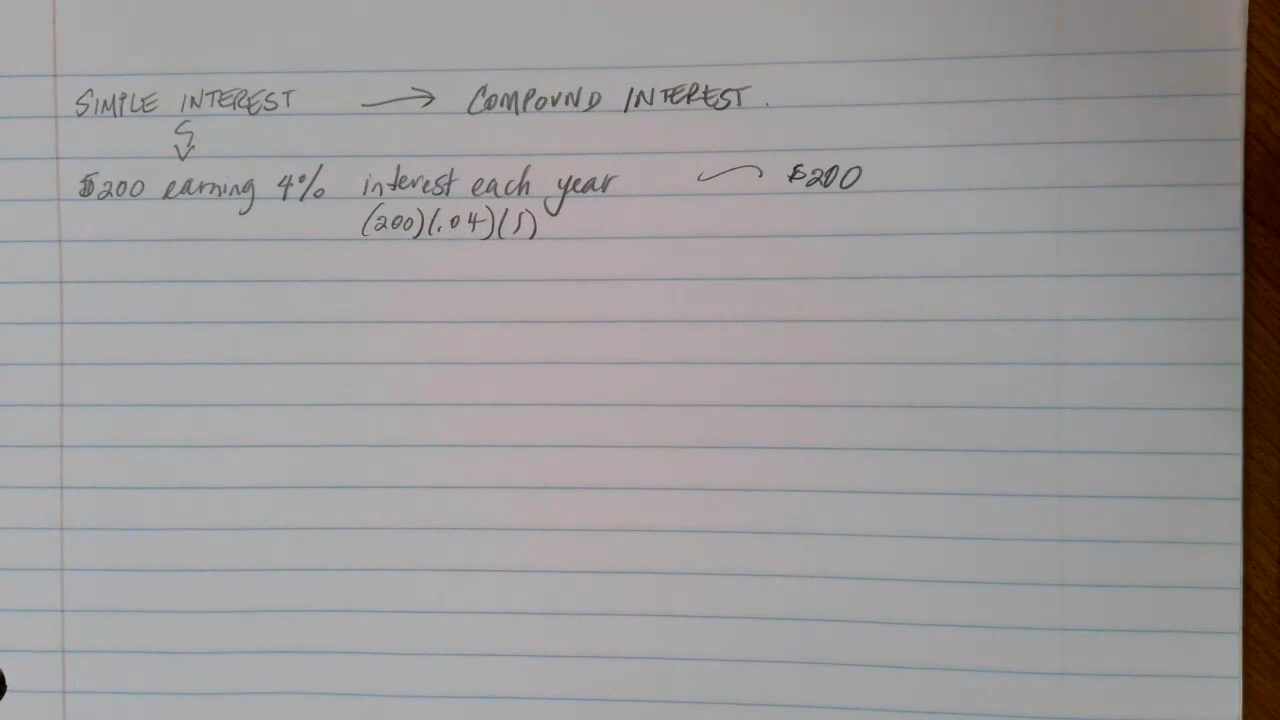 SIMPLE INTEREST → COMPOUND INTEREST.
$200 earning 4% interest each year $200
(200)(.04)(1)